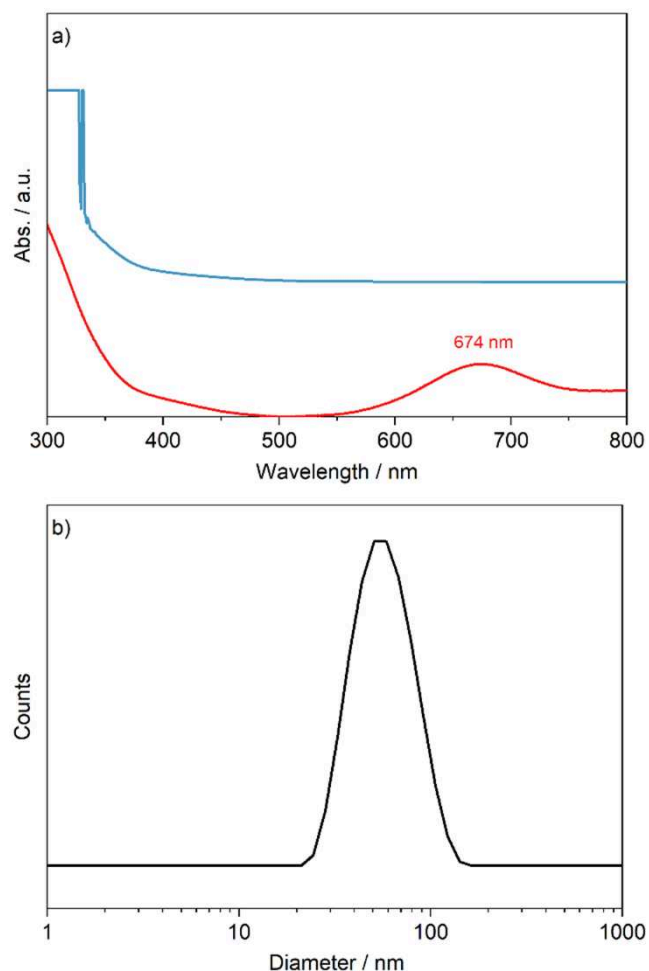 a)
Abs. / a.u.
674 nm
300 400 500 600 700 800
Wavelength / nm
b)
Counts
1 10 100 1000
Diameter / nm